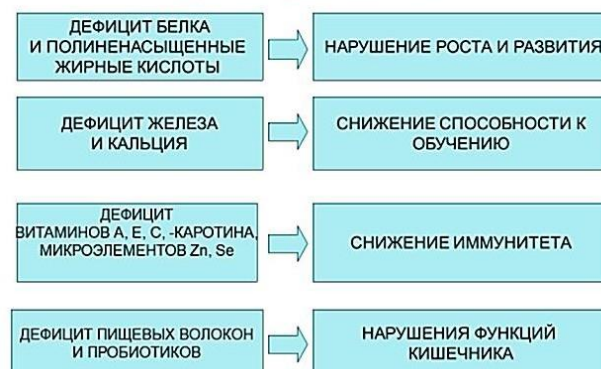 ДЕФИЦИТ БЕЛКА
И ПОЛИНЕНАСЫЩЕННЫЕ
ЖИРНЫЕ КИСЛОТЫ
НАРУШЕНИЕ РОСТА И РАЗВИТИЯ
ДЕФИЦИТ ЖЕЛЕЗА
И КАЛЬЦИЯ
СНИЖЕНИЕ СПОСОБНОСТИ К
ОБУЧЕНИЮ
ДЕФИЦИТ
ВИТАМИНОВ А, Е, С, -КАРОТИНА,
МИКРОЭЛЕМЕНТОВ Zn, Se
СНИЖЕНИЕ ИММУНИТЕТА
ДЕФИЦИТ ПИЩЕВЫХ ВОЛОКОН
И ПРОБИОТИКОВ
НАРУШЕНИЯ ФУНКЦИЙ
КИШЕЧНИКА